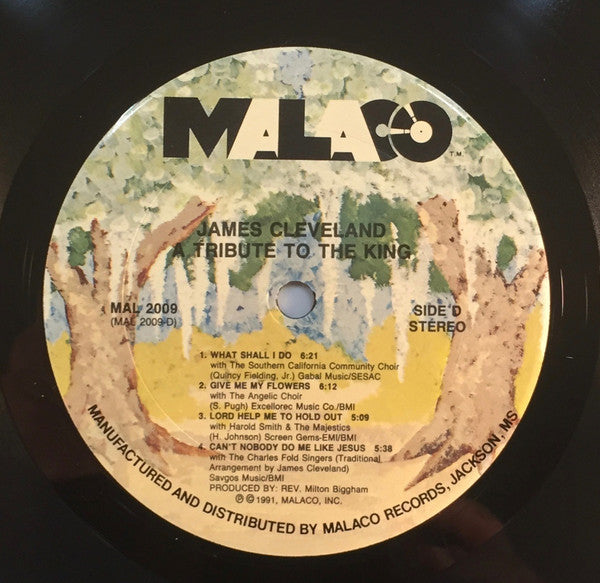 MALACO
T.M.
JAMES CLEVELAND
A TRIBUTE TO THE KING
MAL 2009
(MAL 2009-D)
SIDE D
STEREO
1. WHAT SHALL I DO 6:21
with The Southern California Community Choir
(Quincy Fielding, Jr.) Gabal Music/SESAC
2. GIVE ME MY FLOWERS 6:12
with The Angelic Choir
(S. Pugh) Excellorec Music Co./BMI
3. LORD HELP ME TO HOLD OUT 5:09
with Harold Smith & The Majestics
(H. Johnson) Screen Gems-EMI/BMI
4. CAN'T NOBODY DO ME LIKE JESUS 5:38
with The Charles Fold Singers (Traditional
Arrangement by James Cleveland)
Savgos Music/BMI
PRODUCED BY: REV. Milton Biggham
℗ © 1991, MALACO, INC.
MANUFACTURED AND DISTRIBUTED BY MALACO RECORDS, JACKSON, MS